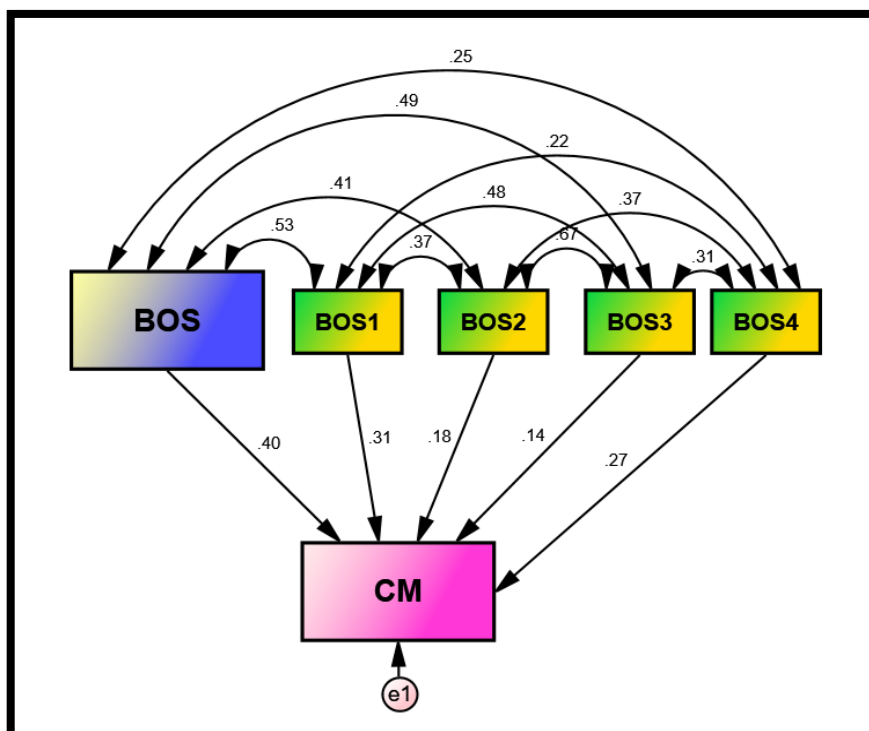 .25
.49
.22
.41
.48
.37
.53
.37
.67
.31
BOS
BOS1
BOS2
BOS3
BOS4
.40
.31
.18
.14
.27
CM
e1